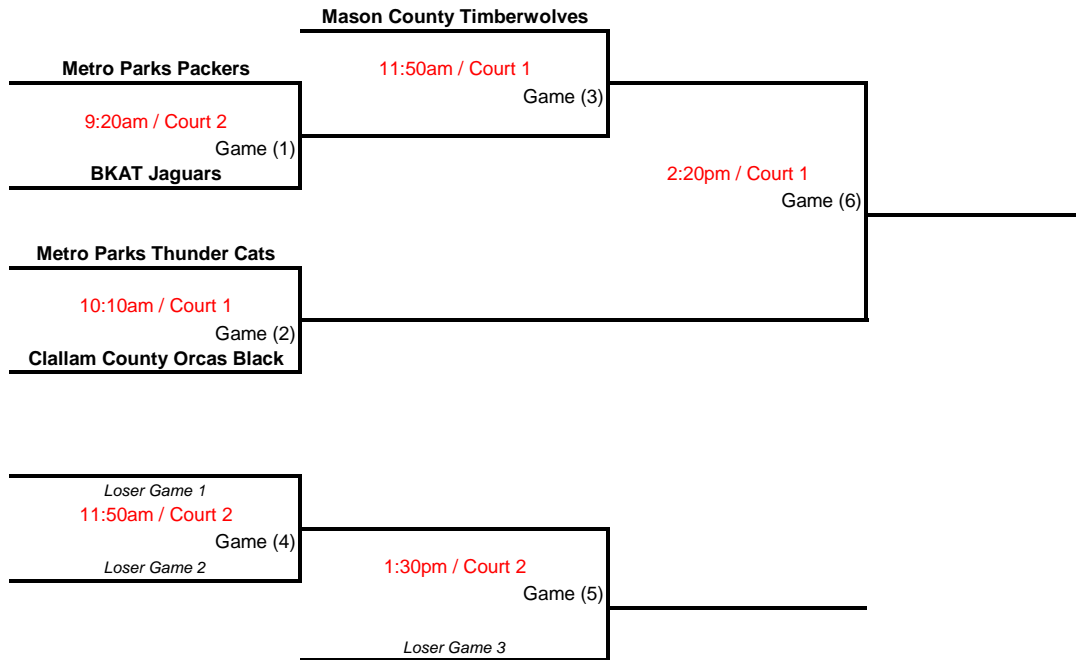 Mason County Timberwolves
Metro Parks Packers
11:50am / Court 1
Game (3)
9:20am / Court 2
Game (1)
BKAT Jaguars
2:20pm / Court 1
Game (6)
Metro Parks Thunder Cats
10:10am / Court 1
Game (2)
Clallam County Orcas Black
Loser Game 1
11:50am / Court 2
Game (4)
Loser Game 2
1:30pm / Court 2
Game (5)
Loser Game 3